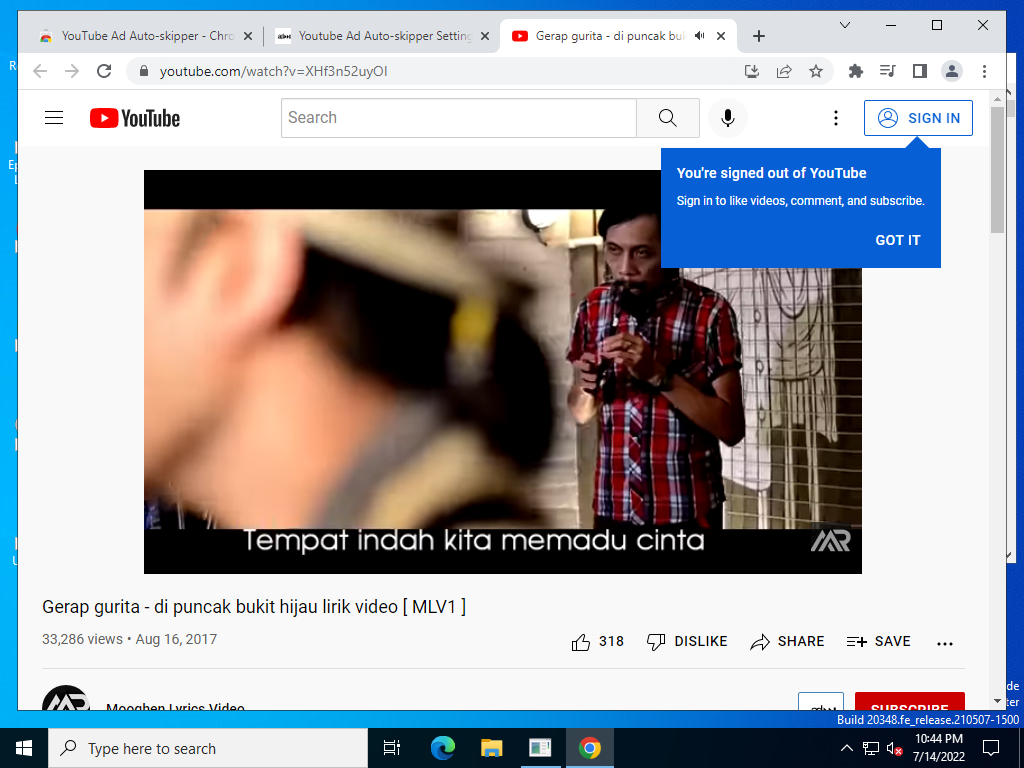 YouTube Ad Auto-skipper - Chro
Youtube Ad Auto-skipper Setting
Gerap gurita - di puncak buk
youtube.com/watch?v=XHf3n52uyOI
YouTube
Search
SIGN IN
You're signed out of YouTube
Sign in to like videos, comment, and subscribe.
GOT IT
Tempat indah kita memadu cinta
MR
Gerap gurita - di puncak bukit hijau lirik video [ MLV1 ]
33,286 views • Aug 16, 2017
318
DISLIKE
SHARE
SAVE
Mooghen Lyrics Video
SUBSCRIBE
Build 20348.fe_release.210507-1500
Type here to search
10:44 PM
7/14/2022